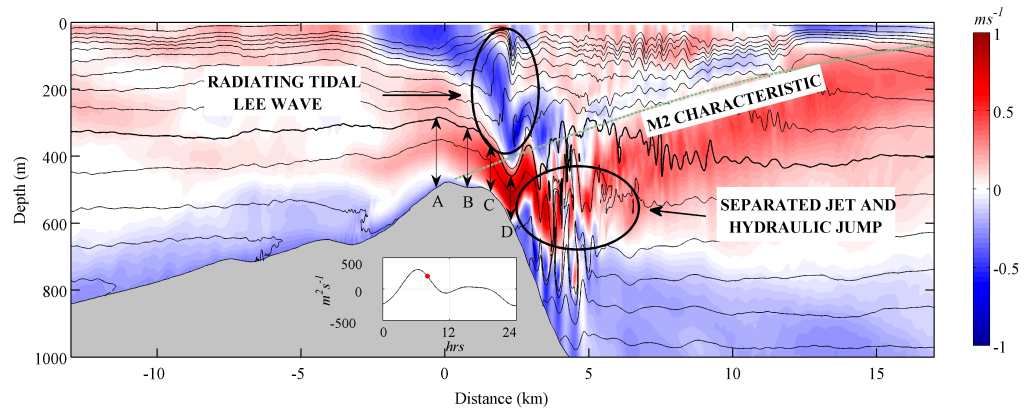 ms⁻¹
0
200
400
600
800
1000
Depth (m)
RADIATING TIDAL
LEE WAVE
M2 CHARACTERISTIC
SEPARATED JET AND
HYDRAULIC JUMP
A
B
C
D
500
0
-500
m²s⁻¹
0
12
24
hrs
-10
-5
0
5
10
15
Distance (km)
1
0.5
0
-0.5
-1